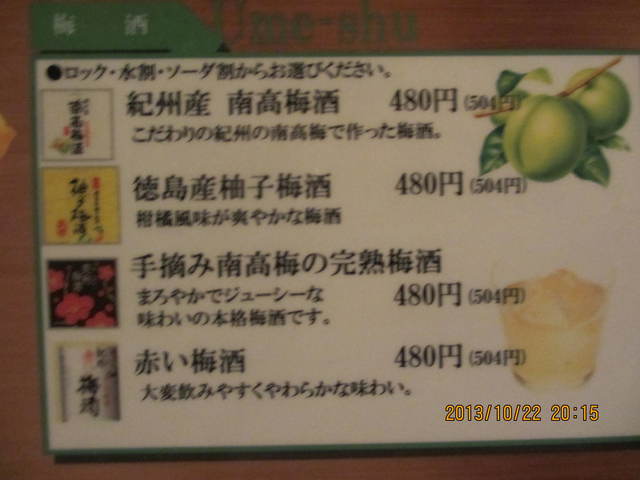 梅酒 Ume-shu
●ロック・水割・ソーダ割からお選びください。
紀州産 南高梅酒 480円(504円)
こだわりの紀州の南高梅で作った梅酒。
徳島産柚子梅酒 480円(504円)
柑橘風味が爽やかな梅酒
手摘み南高梅の完熟梅酒
まろやかでジューシーな 480円(504円)
味わいの本格梅酒です。
赤い梅酒 480円(504円)
大変飲みやすくやわらかな味わい。
南高梅酒
梅酒
2013/10/22 20:15